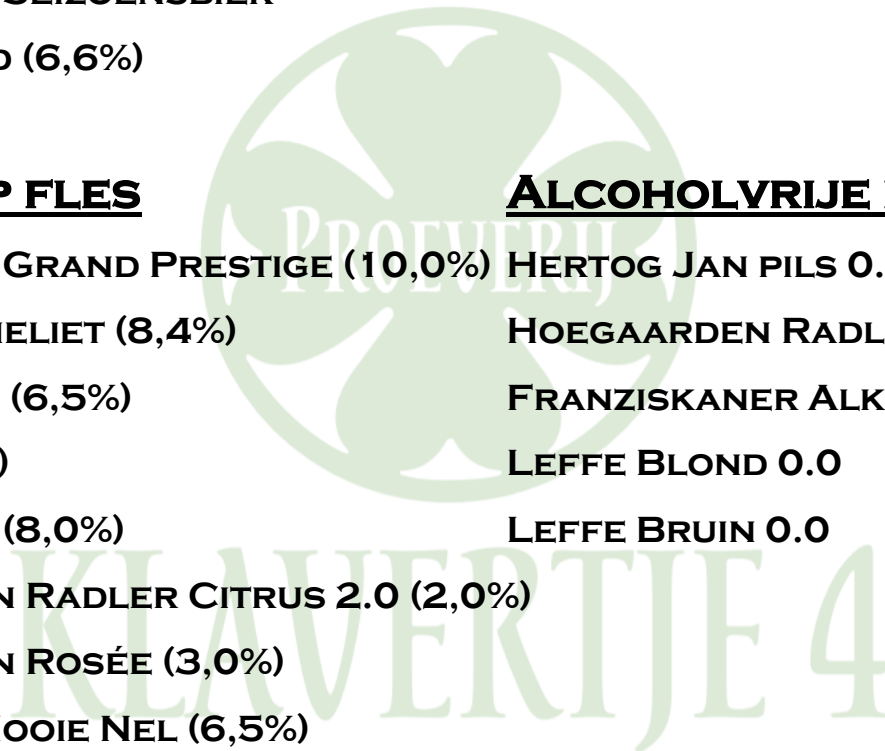 (6,6%)
FLES
GRAND PRESTIGE (10,0%)
(8,4%)
(6,5%)
(8,0%)
RADLER CITRUS 2.0 (2,0%)
ROSÉE (3,0%)
NEL (6,5%)
ALCOHOLVRIJE
HERTOG JAN PILS 0.
HOEGAARDEN RADL
FRANZISKANER ALK
LEFFE BLOND 0.0
LEFFE BRUIN 0.0
PROEVERIJ
KLAVERTJE 4